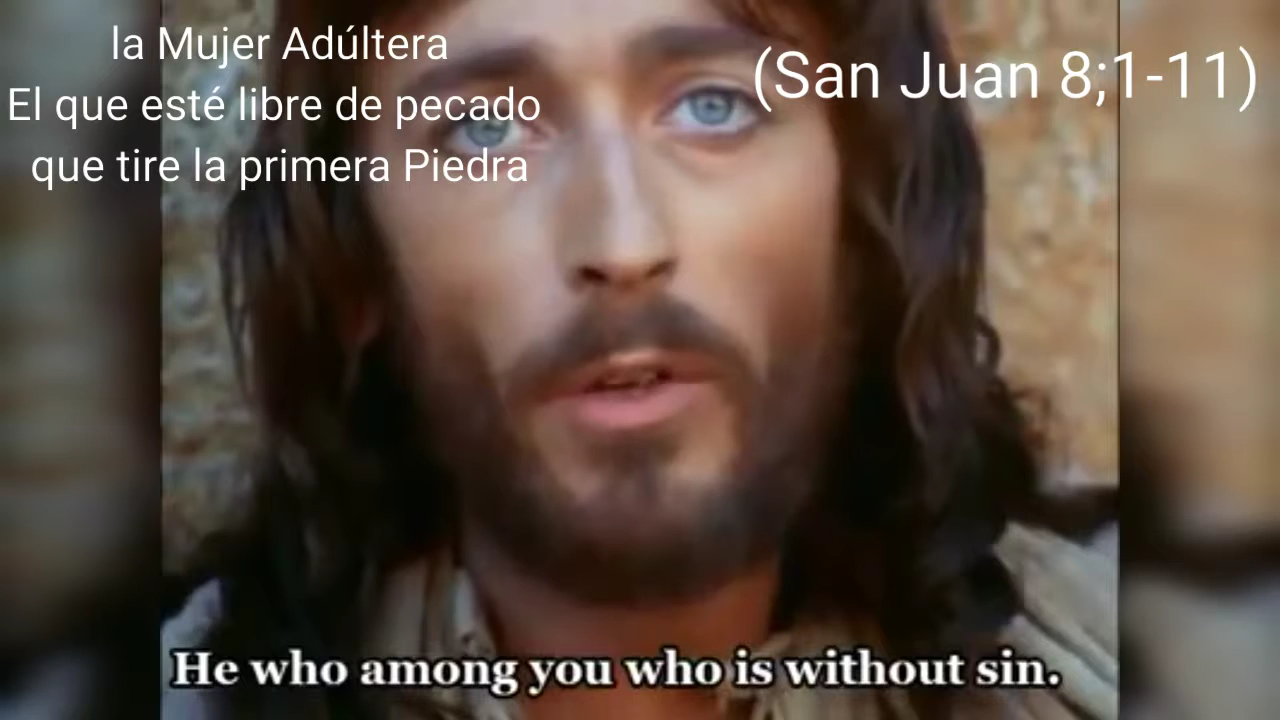 la Mujer Adúltera
El que esté libre de pecado
que tire la primera Piedra
(San Juan 8;1-11)
He who among you who is without sin.